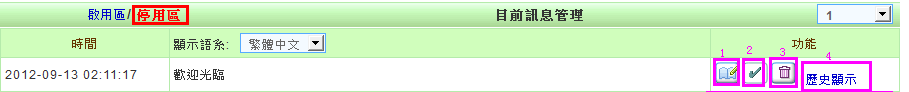 啟用區/停用區 目前訊息管理 1
時間 顯示語系: 繁體中文 功能
1 2 3 4
2012-09-13 02:11:17 歡迎光臨 歷史顯示